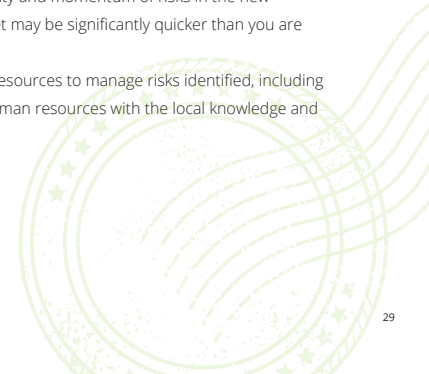 ty and momentum of risks in the new
et may be significantly quicker than you are
esources to manage risks identified, including
man resources with the local knowledge and
29